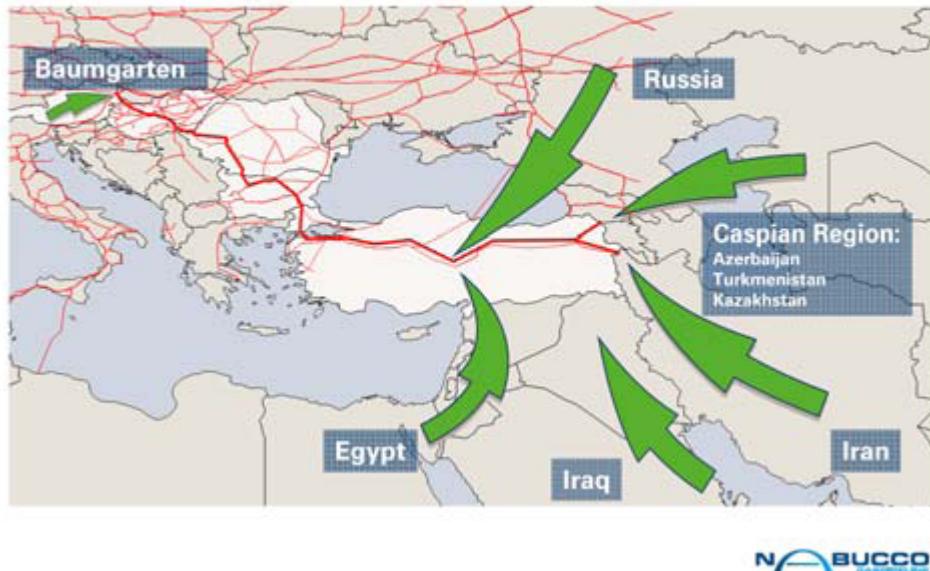 Baumgarten
Russia
Caspian Region:
Azerbaijan
Turkmenistan
Kazakhstan
Egypt
Iraq
Iran
NABUCCO